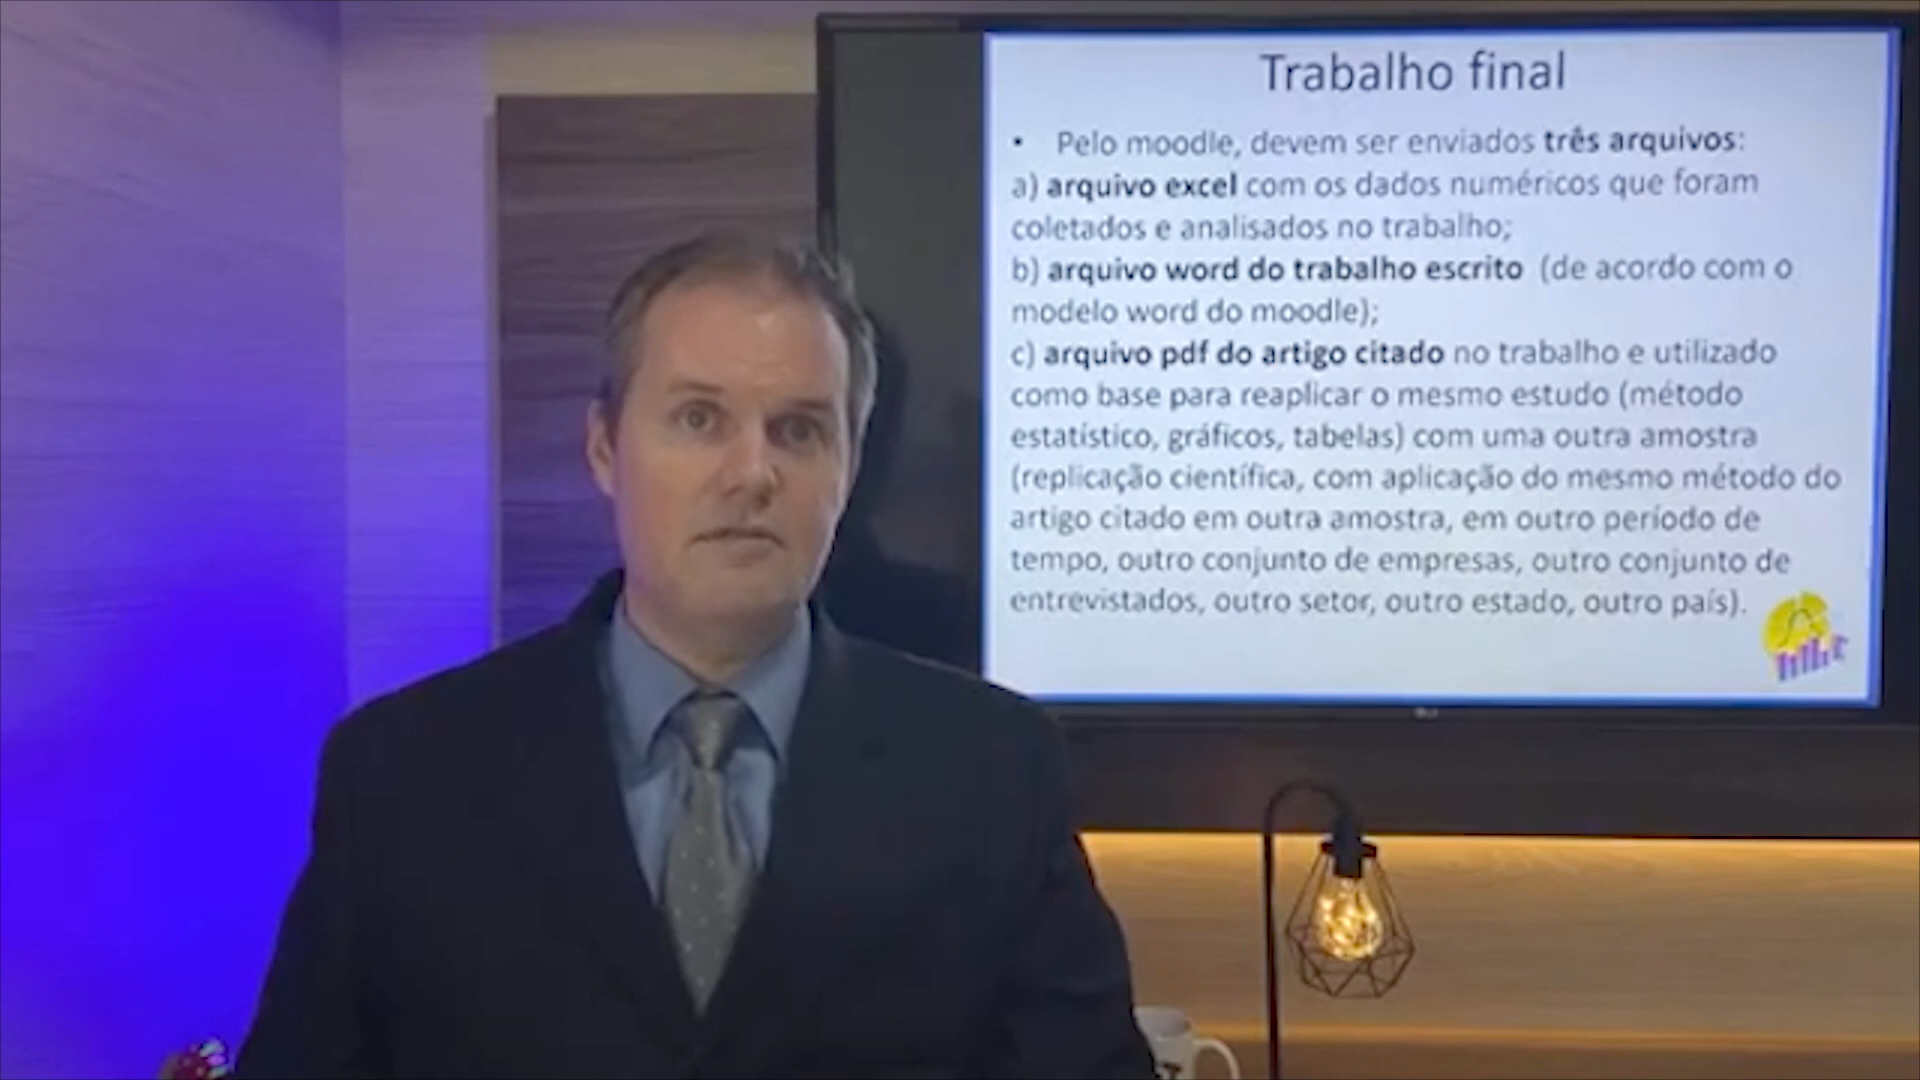 Trabalho final
• Pelo moodle, devem ser enviados três arquivos:
a) arquivo excel com os dados numéricos que foram
coletados e analisados no trabalho;
b) arquivo word do trabalho escrito (de acordo com o
modelo word do moodle);
c) arquivo pdf do artigo citado no trabalho e utilizado
como base para reaplicar o mesmo estudo (método
estatístico, gráficos, tabelas) com uma outra amostra
(replicação científica, com aplicação do mesmo método do
artigo citado em outra amostra, em outro período de
tempo, outro conjunto de empresas, outro conjunto de
entrevistados, outro setor, outro estado, outro país).